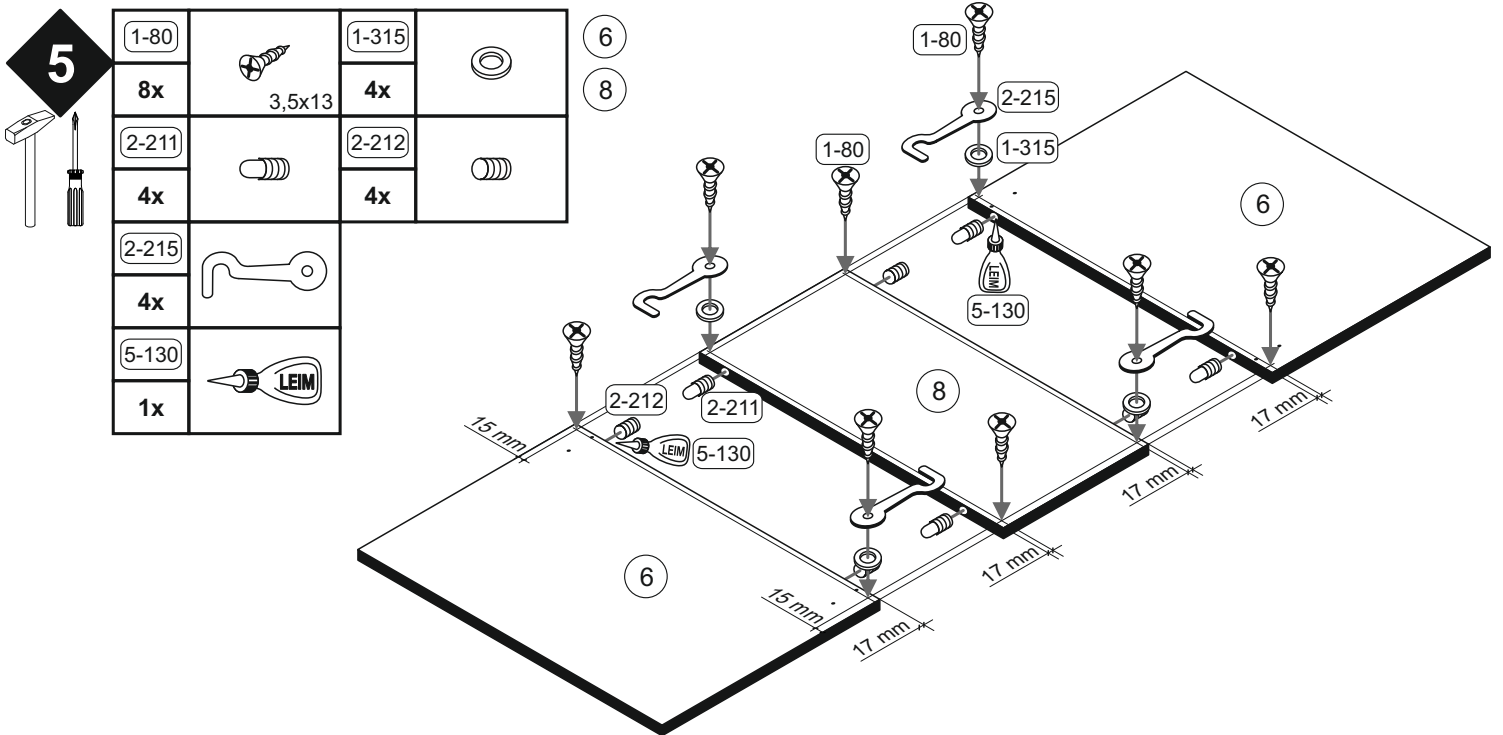 5
1-80
8x
3,5x13
1-315
4x
6
8
2-211
4x
2-212
4x
2-215
4x
5-130
1x
LEIM
1-80
2-215
1-315
1-80
6
LEIM
5-130
17 mm
8
2-212
2-211
LEIM
5-130
15 mm
17 mm
17 mm
6
15 mm
17 mm